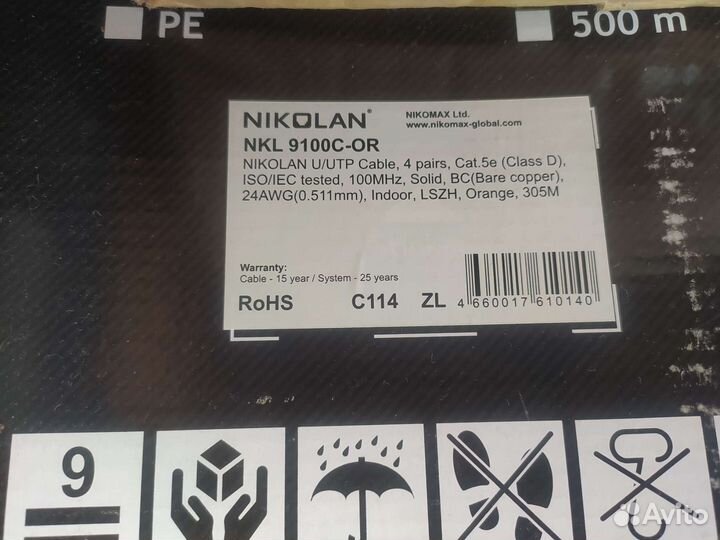 PE
500 m
NIKOLAN®
NIKOMAX Ltd.
www.nikomax-global.com
NKL 9100C-OR
NIKOLAN U/UTP Cable, 4 pairs, Cat.5e (Class D),
ISO/IEC tested, 100MHz, Solid, BC(Bare copper),
24AWG(0.511mm), Indoor, LSZH, Orange, 305M
Warranty:
Cable - 15 year / System - 25 years
RoHS
C114
ZL
4 660017 610140
9
Avito